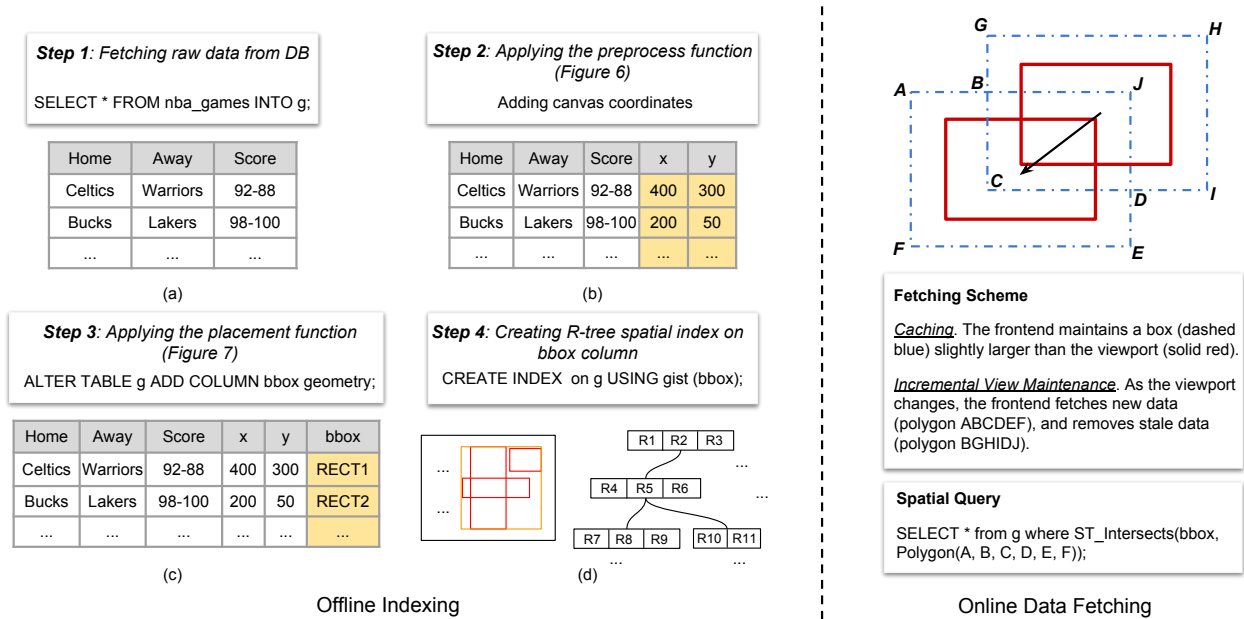 Step 1: Fetching raw data from DB
SELECT * FROM nba_games INTO g;
Home Away Score
Celtics Warriors 92-88
Bucks Lakers 98-100
... ... ...
(a)
Step 2: Applying the preprocess function
(Figure 6)
Adding canvas coordinates
Home Away Score x y
Celtics Warriors 92-88 400 300
Bucks Lakers 98-100 200 50
... ... ... ... ...
(b)
Step 3: Applying the placement function
(Figure 7)
ALTER TABLE g ADD COLUMN bbox geometry;
Home Away Score x y bbox
Celtics Warriors 92-88 400 300 RECT1
Bucks Lakers 98-100 200 50 RECT2
... ... ... ... ... ...
(c)
Step 4: Creating R-tree spatial index on
bbox column
CREATE INDEX on g USING gist (bbox);
... 
...
R1 R2 R3
...
R4 R5 R6
...
R7 R8 R9 R10 R11
... ...
(d)
Offline Indexing
G H
A B J
C D I
F E
Fetching Scheme
Caching. The frontend maintains a box (dashed
blue) slightly larger than the viewport (solid red).
Incremental View Maintenance. As the viewport
changes, the frontend fetches new data
(polygon ABCDEF), and removes stale data
(polygon BGHIDJ).
Spatial Query
SELECT * from g where ST_Intersects(bbox,
Polygon(A, B, C, D, E, F));
Online Data Fetching